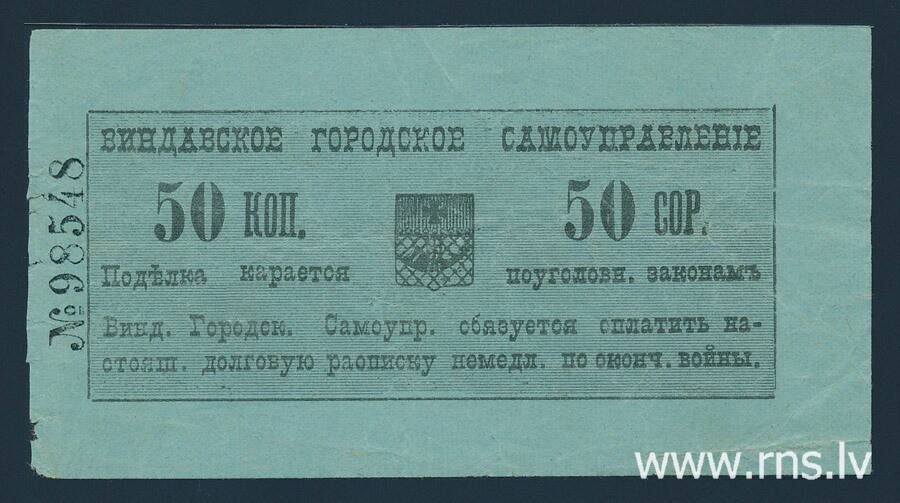 ВИНДАВСКОЕ ГОРОДСКОЕ САМОУПРАВЛЕНІЕ
50 КОП. 50 COP.
Подѣлка карается поуголовн. законамъ
Винд. Городск. Самоупр. обязуется оплатить на-
стоящ. долговую расписку немедл. по оконч. войны.
№98548
www.rns.lv